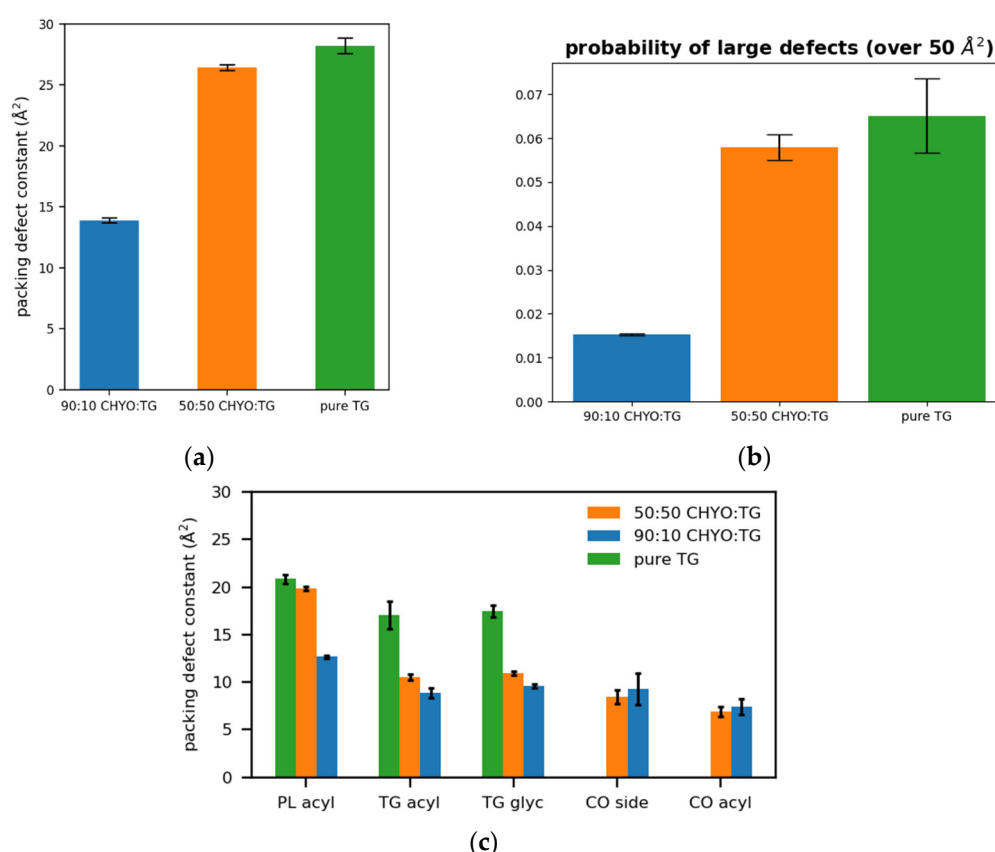 packing defect constant (Å²)
30
25
20
15
10
5
0
90:10 CHYO:TG 50:50 CHYO:TG pure TG
(a)
probability of large defects (over 50 Å²)
0.07
0.06
0.05
0.04
0.03
0.02
0.01
0.00
90:10 CHYO:TG 50:50 CHYO:TG pure TG
(b)
packing defect constant (Å²)
30
25
20
15
10
5
0
50:50 CHYO:TG
90:10 CHYO:TG
pure TG
PL acyl TG acyl TG glyc CO side CO acyl
(c)